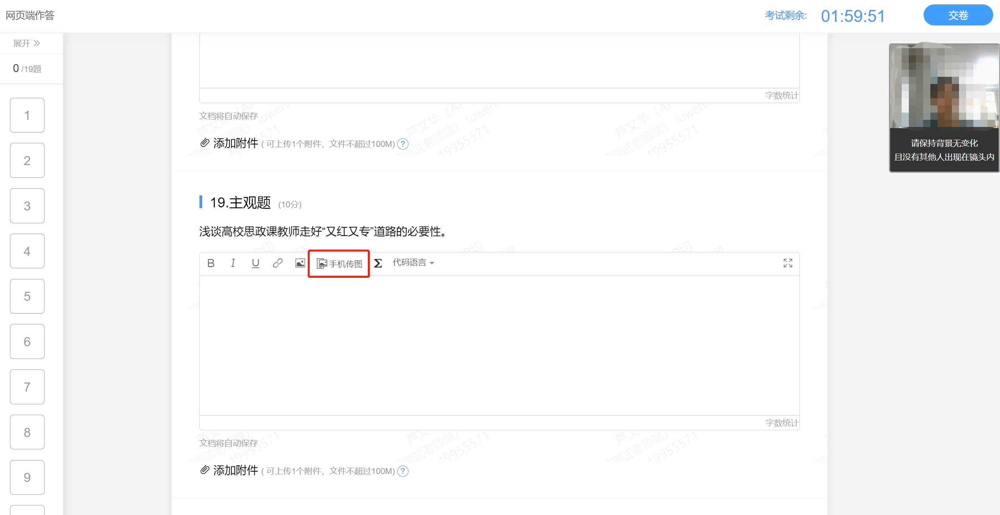 网页端作答
考试剩余: 01:59:51
交卷
展开
0 /19题
1
2
3
4
5
6
7
8
9
字数统计
文档将自动保存
添加附件 ( 可上传1个附件，文件不超过100M) ?
请保持背景无变化
且没有其他人出现在镜头内
19.主观题 (10分)
浅谈高校思政课教师走好“又红又专”道路的必要性。
B I U 手机传图 Σ 代码语言
字数统计
文档将自动保存
添加附件 ( 可上传1个附件，文件不超过100M) ?